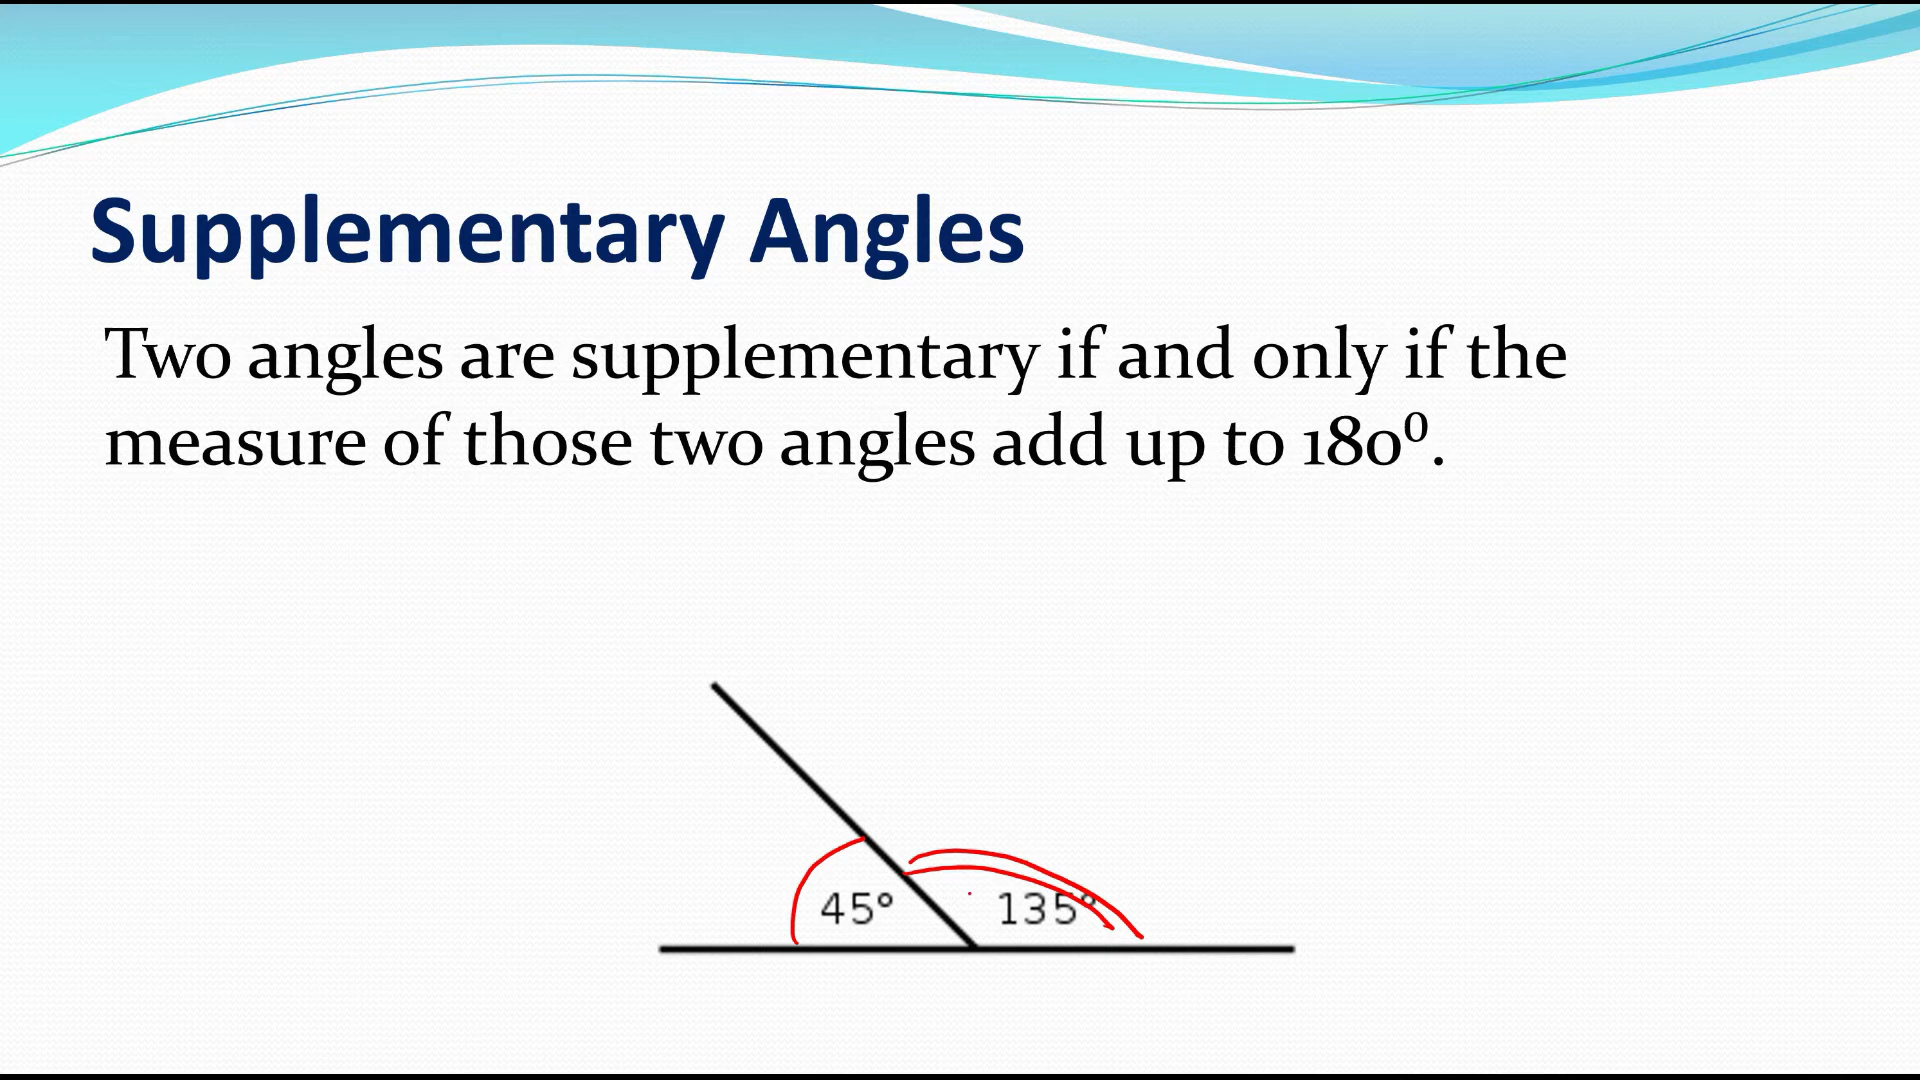 Supplementary Angles
Two angles are supplementary if and only if the
measure of those two angles add up to 180⁰.
45° 135°